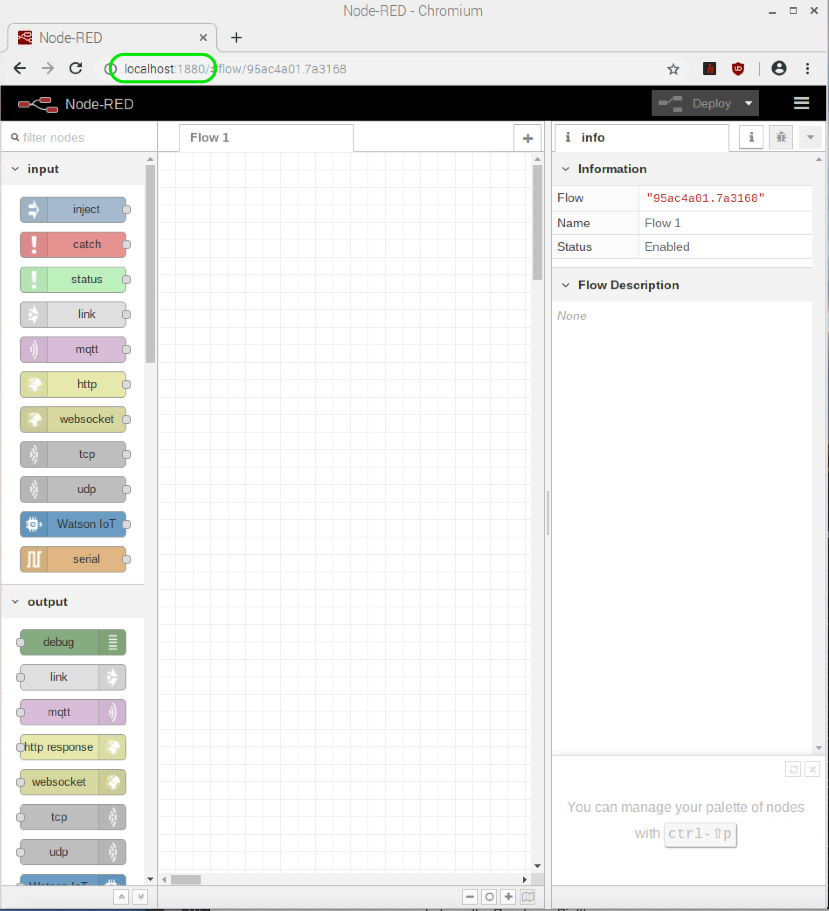 Node-RED - Chromium
Node-RED
localhost:1880/#flow/95ac4a01.7a3168
Node-RED
Deploy
filter nodes
Flow 1
info
input
inject
catch
status
link
mqtt
http
websocket
tcp
udp
Watson IoT
serial
output
debug
link
mqtt
http response
websocket
tcp
udp
Watson IoT
Information
Flow "95ac4a01.7a3168"
Name Flow 1
Status Enabled
Flow Description
None
You can manage your palette of nodes
with ctrl-⇧p